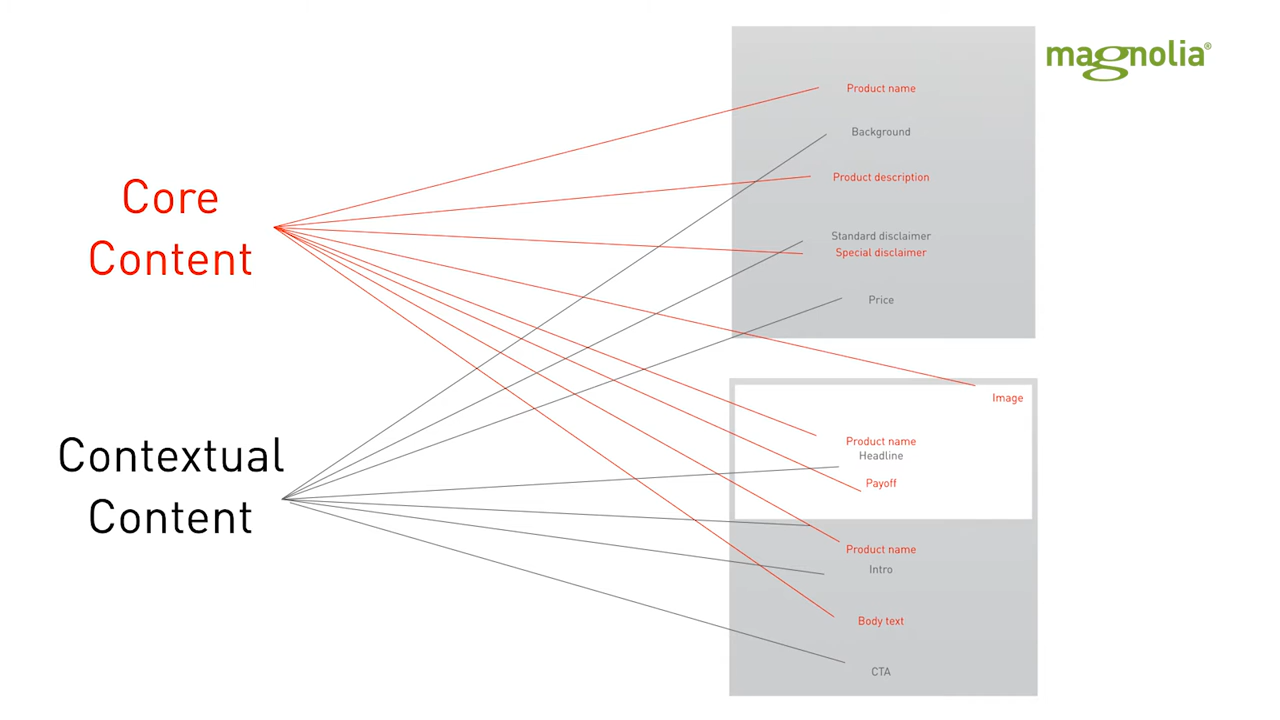 magnolia®
Core
Content
Contextual
Content
Product name
Background
Product description
Standard disclaimer
Special disclaimer
Price
Image
Product name
Headline
Payoff
Product name
Intro
Body text
CTA